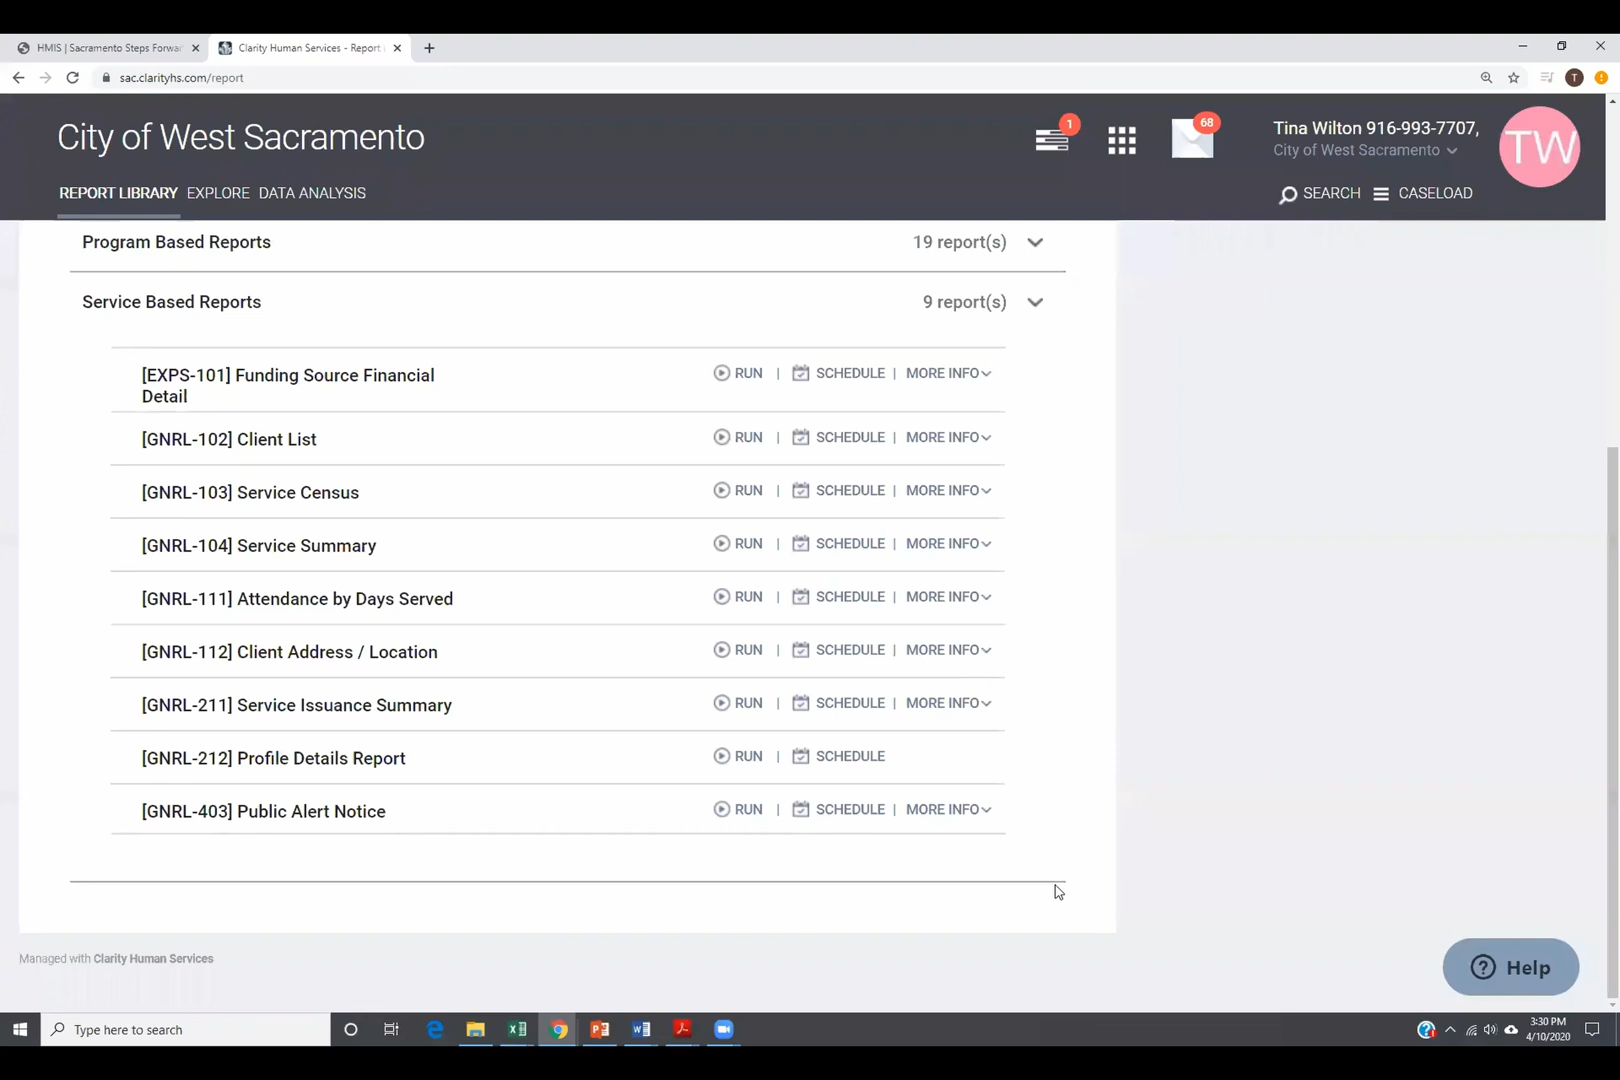 HMIS | Sacramento Steps Forwar
Clarity Human Services - Report
sac.clarityhs.com/report
T
City of West Sacramento
1
68
Tina Wilton 916-993-7707,
City of West Sacramento
TW
REPORT LIBRARY EXPLORE DATA ANALYSIS
SEARCH CASELOAD
Program Based Reports 19 report(s)
Service Based Reports 9 report(s)
[EXPS-101] Funding Source Financial
Detail
RUN | SCHEDULE | MORE INFO
[GNRL-102] Client List RUN | SCHEDULE | MORE INFO
[GNRL-103] Service Census RUN | SCHEDULE | MORE INFO
[GNRL-104] Service Summary RUN | SCHEDULE | MORE INFO
[GNRL-111] Attendance by Days Served RUN | SCHEDULE | MORE INFO
[GNRL-112] Client Address / Location RUN | SCHEDULE | MORE INFO
[GNRL-211] Service Issuance Summary RUN | SCHEDULE | MORE INFO
[GNRL-212] Profile Details Report RUN | SCHEDULE
[GNRL-403] Public Alert Notice RUN | SCHEDULE | MORE INFO
Managed with Clarity Human Services
? Help
Type here to search
3:30 PM
4/10/2020